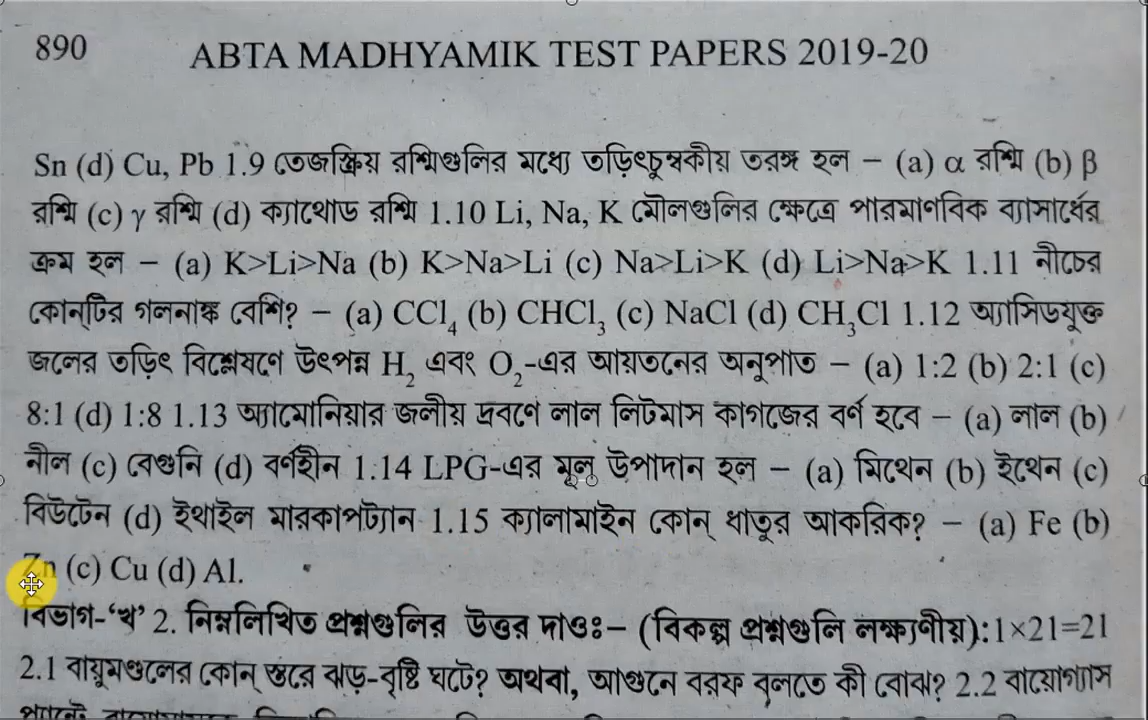 890 ABTA MADHYAMIK TEST PAPERS 2019-20
Sn (d) Cu, Pb 1.9 তেজস্ক্রিয় রশ্মিগুলির মধ্যে তড়িৎচুম্বকীয় তরঙ্গ হল – (a) α রশ্মি (b) β
রশ্মি (c) γ রশ্মি (d) ক্যাথোড রশ্মি 1.10 Li, Na, K মৌলগুলির ক্ষেত্রে পারমাণবিক ব্যাসার্ধের
ক্রম হল – (a) K>Li>Na (b) K>Na>Li (c) Na>Li>K (d) Li>Na>K 1.11 নীচের
কোন্‌টির গলনাঙ্ক বেশি? – (a) CCl₄ (b) CHCl₃ (c) NaCl (d) CH₃Cl 1.12 অ্যাসিডযুক্ত
জলের তড়িৎ বিশ্লেষণে উৎপন্ন H₂ এবং O₂-এর আয়তনের অনুপাত – (a) 1:2 (b) 2:1 (c)
8:1 (d) 1:8 1.13 অ্যামোনিয়ার জলীয় দ্রবণে লাল লিটমাস কাগজের বর্ণ হবে – (a) লাল (b)
নীল (c) বেগুনি (d) বর্ণহীন 1.14 LPG-এর মূল উপাদান হল – (a) মিথেন (b) ইথেন (c)
বিউটেন (d) ইথাইল মারকাপট্যান 1.15 ক্যালামাইন কোন্ ধাতুর আকরিক? – (a) Fe (b)
Zn (c) Cu (d) Al.
বিভাগ-‘খ’ 2. নিম্নলিখিত প্রশ্নগুলির উত্তর দাওঃ– (বিকল্প প্রশ্নগুলি লক্ষ্যণীয়):1×21=21
2.1 বায়ুমণ্ডলের কোন্ স্তরে ঝড়-বৃষ্টি ঘটে? অথবা, আগুনে বরফ বলতে কী বোঝ? 2.2 বায়োগ্যাস